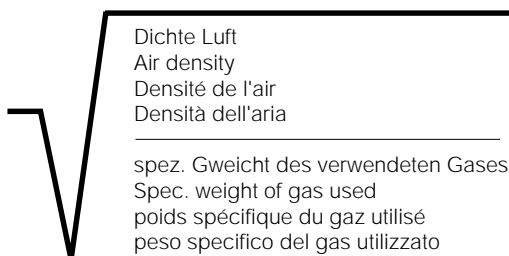 Dichte Luft
Air density
Densité de l'air
Densità dell'aria
spez. Gweicht des verwendeten Gases
Spec. weight of gas used
poids spécifique du gaz utilisé
peso specifico del gas utilizzato